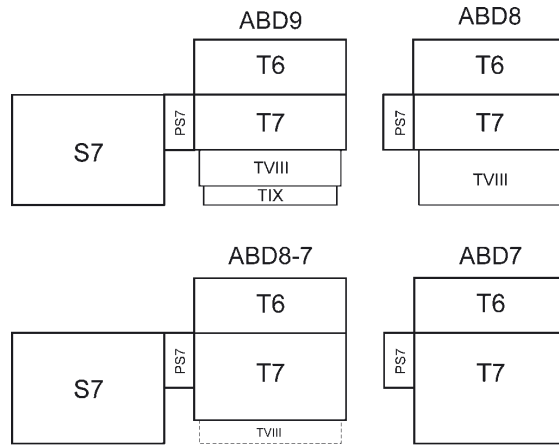 ABD9 ABD8
T6 T6
S7 PS7 T7 PS7 T7
TVIII TVIII
TIX
ABD8-7 ABD7
T6 T6
S7 PS7 T7 PS7 T7
TVIII